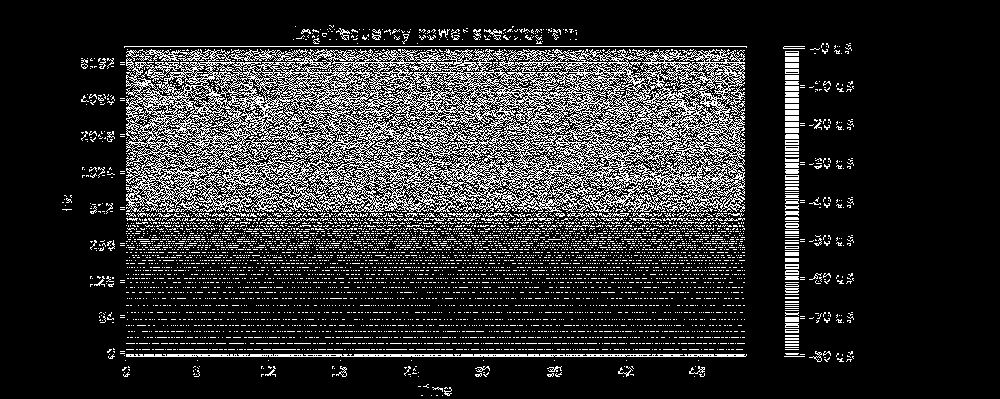 Log-frequency power spectrogram
8192
4096
2048
1024
512
256
128
64
0
Hz
0
6
12
18
24
30
36
42
48
Time
-0 dB
-10 dB
-20 dB
-30 dB
-40 dB
-50 dB
-60 dB
-70 dB
-80 dB